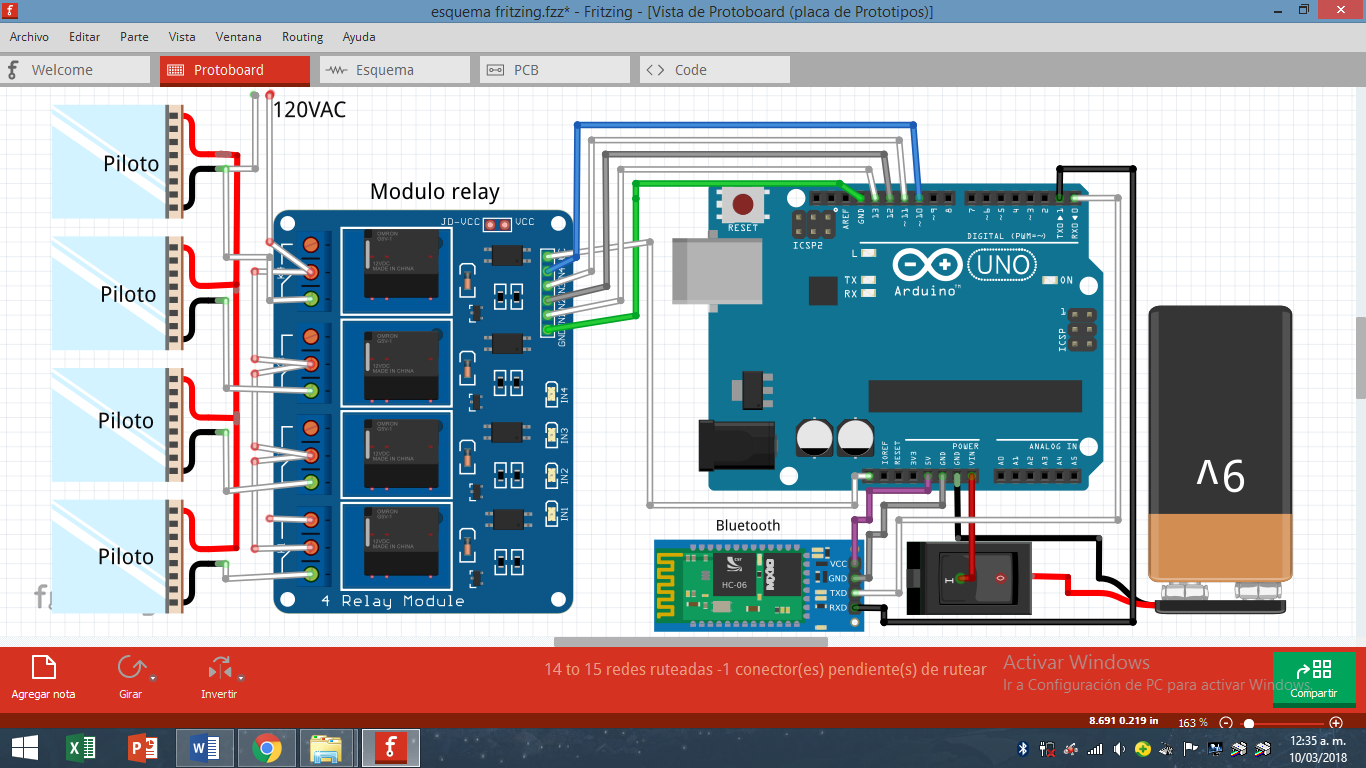 esquema fritzing.fzz* - Fritzing - [Vista de Protoboard (placa de Prototipos)]
Archivo Editar Parte Vista Ventana Routing Ayuda
Welcome Protoboard Esquema PCB Code
120VAC
Piloto
Piloto
Piloto
Piloto
Modulo relay
JD-VCC VCC
GND
IN4
IN3
IN2
IN1
4 Relay Module
RESET
ICSP2
AREF
GND
13
12
~11
~10
~9
8
7
~6
~5
4
~3
2
TXD 1
RXD 0
DIGITAL (PWM=~)
L
TX
RX
Arduino™
UNO
ON
1
ICSP
IOREF
RESET
3V3
5V
GND
GND
VIN
POWER
ANALOG IN
A0
A1
A2
A3
A4
A5
9V
Bluetooth
HC-06
VCC
GND
TXD
RXD
I O
Agregar nota
Girar
Invertir
14 to 15 redes ruteadas -1 conector(es) pendiente(s) de rutear
Activar Windows
Ir a Configuración de PC para activar Windows.
Compartir
8.691 0.219 in
163 %
12:35 a. m.
10/03/2018